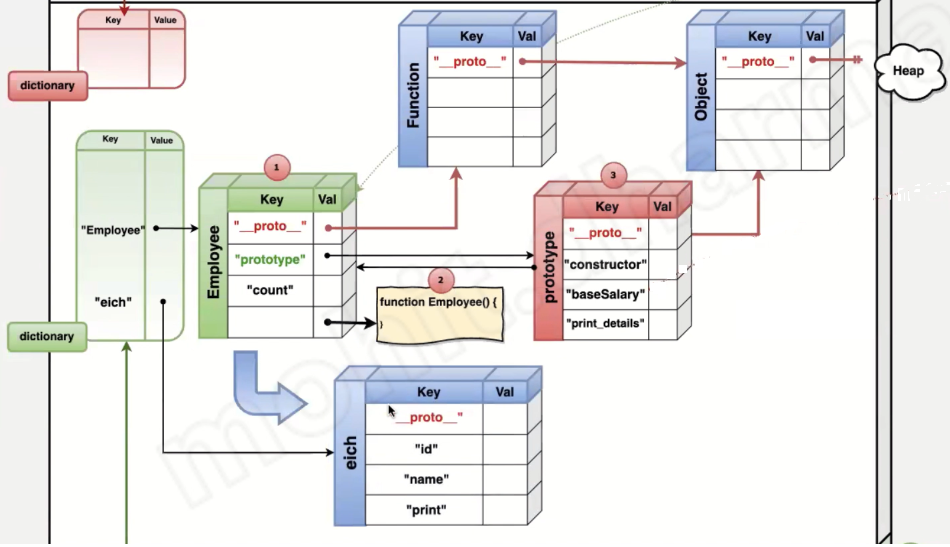 Key Value
dictionary
Key Val
"__proto__"
Function
Key Val
"__proto__"
Object
Heap
Key Value
"Employee"
"eich"
dictionary
1
Key Val
"__proto__"
"prototype"
"count"
Employee
2
function Employee() {
}
3
Key Val
"__proto__"
"constructor"
"baseSalary"
"print_details"
prototype
Key Val
"__proto__"
"id"
"name"
"print"
eich